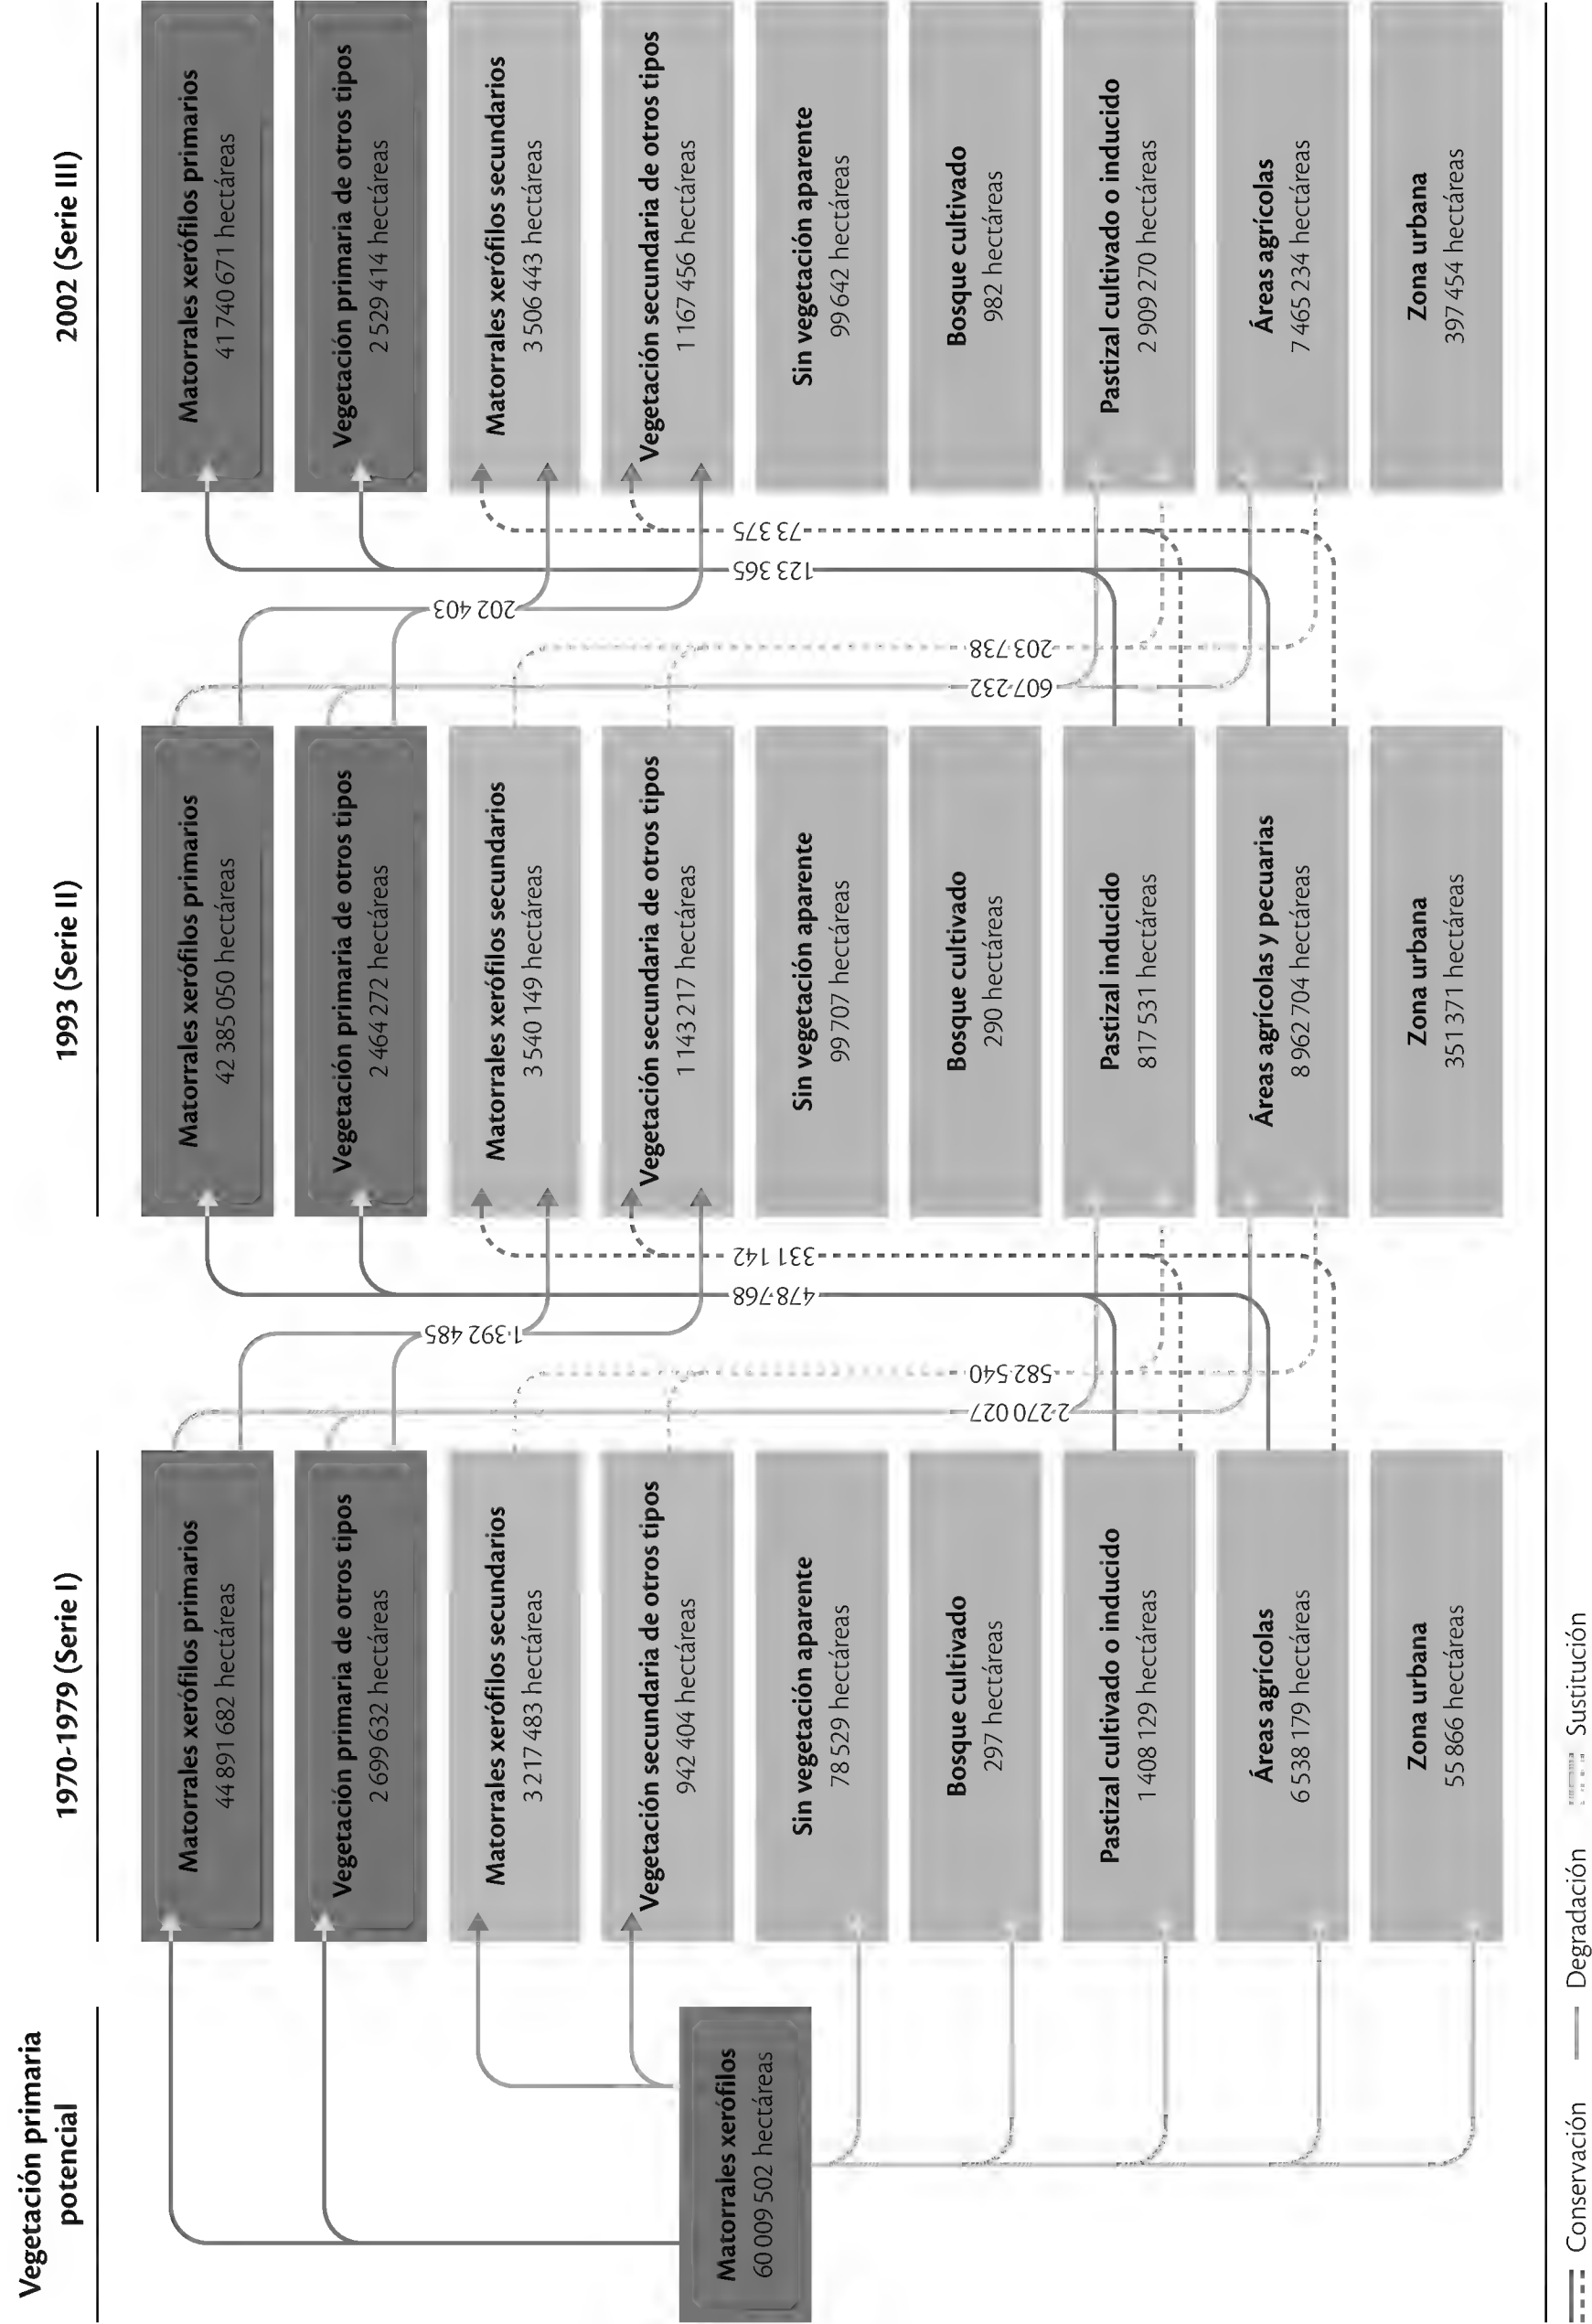 Vegetación primaria
potencial
Matorrales xerófilos
60 009 502 hectáreas
1970-1979 (Serie I)
Matorrales xerófilos primarios
44 891 682 hectáreas
Vegetación primaria de otros tipos
2 699 632 hectáreas
Matorrales xerófilos secundarios
3 217 483 hectáreas
Vegetación secundaria de otros tipos
942 404 hectáreas
Sin vegetación aparente
78 529 hectáreas
Bosque cultivado
297 hectáreas
Pastizal cultivado o inducido
1 408 129 hectáreas
Áreas agrícolas
6 538 179 hectáreas
Zona urbana
55 866 hectáreas
2 270 027
582 540
1 392 485
478 768
331 142
1993 (Serie II)
Matorrales xerófilos primarios
42 385 050 hectáreas
Vegetación primaria de otros tipos
2 464 272 hectáreas
Matorrales xerófilos secundarios
3 540 149 hectáreas
Vegetación secundaria de otros tipos
1 143 217 hectáreas
Sin vegetación aparente
99 707 hectáreas
Bosque cultivado
290 hectáreas
Pastizal inducido
817 531 hectáreas
Áreas agrícolas y pecuarias
8 962 704 hectáreas
Zona urbana
351 371 hectáreas
607 232
203 738
202 403
123 365
73 375
2002 (Serie III)
Matorrales xerófilos primarios
41 740 671 hectáreas
Vegetación primaria de otros tipos
2 529 414 hectáreas
Matorrales xerófilos secundarios
3 506 443 hectáreas
Vegetación secundaria de otros tipos
1 167 456 hectáreas
Sin vegetación aparente
99 642 hectáreas
Bosque cultivado
982 hectáreas
Pastizal cultivado o inducido
2 909 270 hectáreas
Áreas agrícolas
7 465 234 hectáreas
Zona urbana
397 454 hectáreas
Conservación Degradación Sustitución